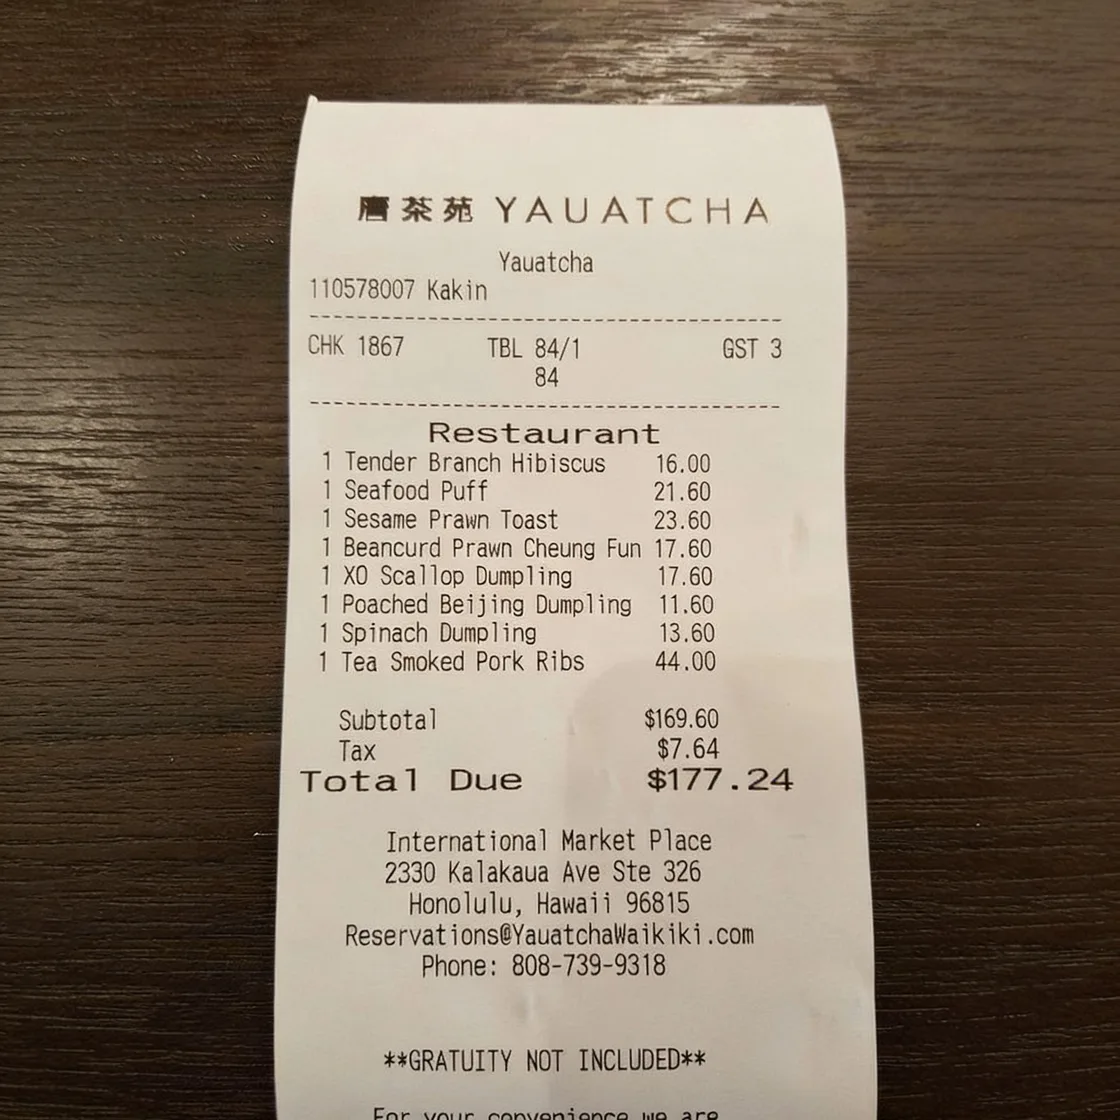 唐茶苑 YAUATCHA
Yauatcha
110578007 Kakin
CHK 1867 TBL 84/1 GST 3
84
Restaurant
1 Tender Branch Hibiscus 16.00
1 Seafood Puff 21.60
1 Sesame Prawn Toast 23.60
1 Beancurd Prawn Cheung Fun 17.60
1 XO Scallop Dumpling 17.60
1 Poached Beijing Dumpling 11.60
1 Spinach Dumpling 13.60
1 Tea Smoked Pork Ribs 44.00
Subtotal $169.60
Tax $7.64
Total Due $177.24
International Market Place
2330 Kalakaua Ave Ste 326
Honolulu, Hawaii 96815
Reservations@YauatchaWaikiki.com
Phone: 808-739-9318
**GRATUITY NOT INCLUDED**
For your convenience we are